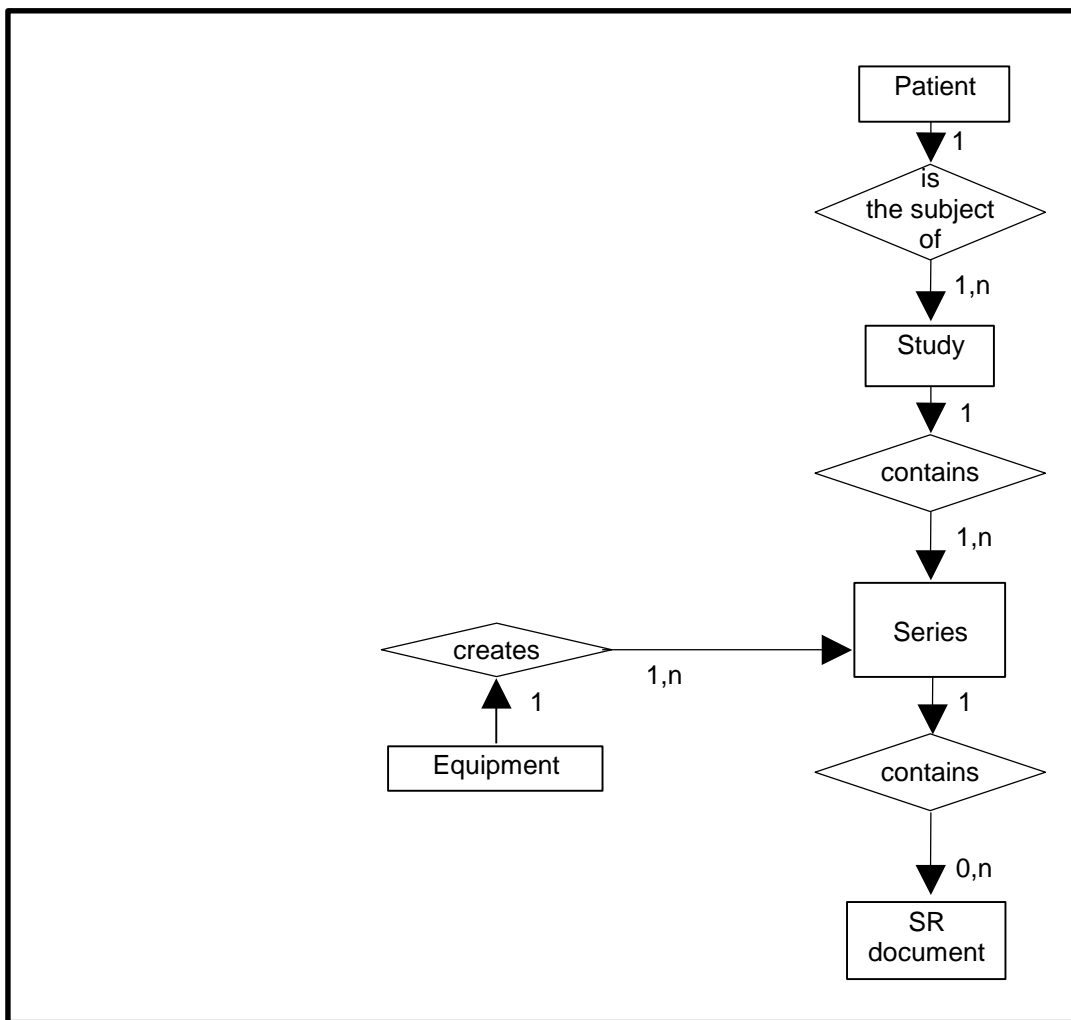 Patient
1
is
the subject
of
1,n
Study
1
contains
1,n
Series
creates
1,n
1
1
Equipment
contains
0,n
SR
document